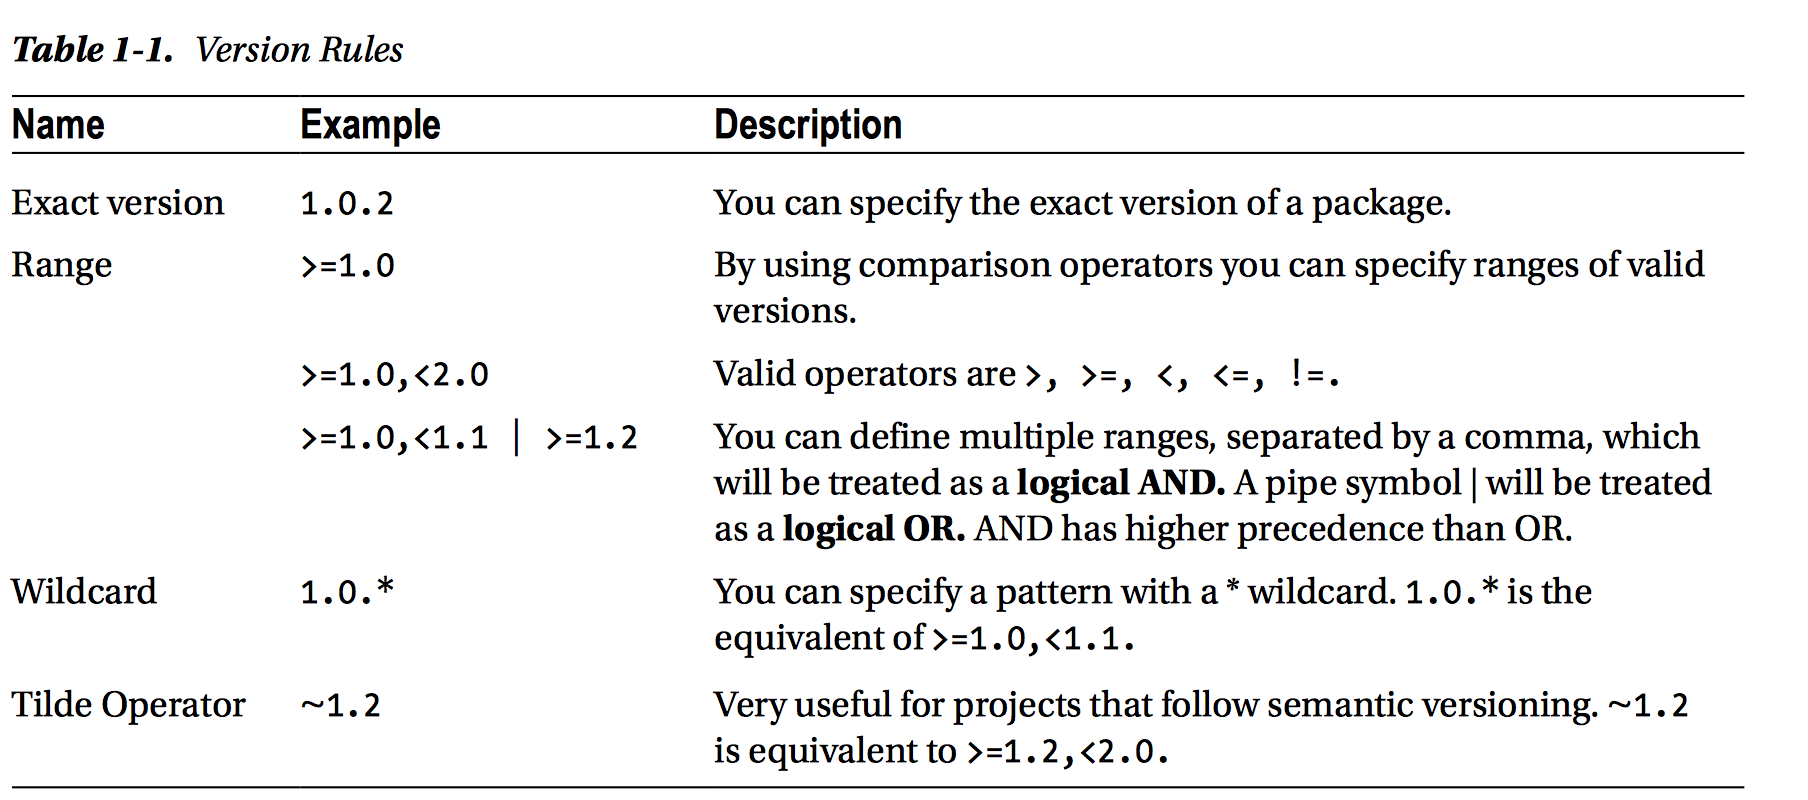 Table 1-1. Version Rules
Name Example Description
Exact version 1.0.2 You can specify the exact version of a package.
Range >=1.0 By using comparison operators you can specify ranges of valid
versions.
>=1.0,<2.0 Valid operators are >, >=, <, <=, !=.
>=1.0,<1.1 | >=1.2 You can define multiple ranges, separated by a comma, which
will be treated as a logical AND. A pipe symbol | will be treated
as a logical OR. AND has higher precedence than OR.
Wildcard 1.0.* You can specify a pattern with a * wildcard. 1.0.* is the
equivalent of >=1.0,<1.1.
Tilde Operator ~1.2 Very useful for projects that follow semantic versioning. ~1.2
is equivalent to >=1.2,<2.0.